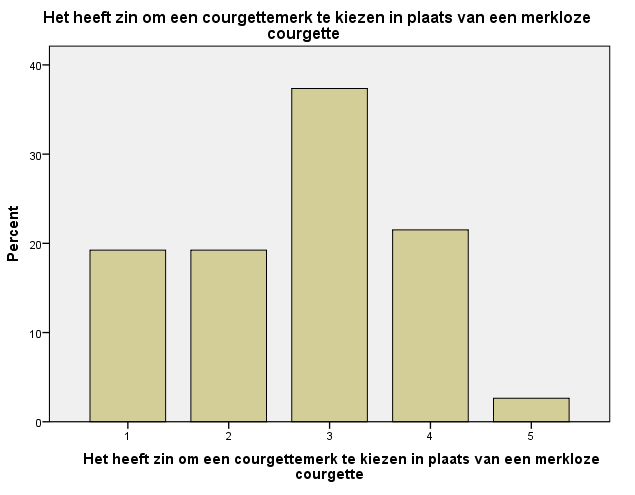 Het heeft zin om een courgettemerk te kiezen in plaats van een merkloze
courgette
40
30
20
10
0
Percent
1 2 3 4 5
Het heeft zin om een courgettemerk te kiezen in plaats van een merkloze
courgette